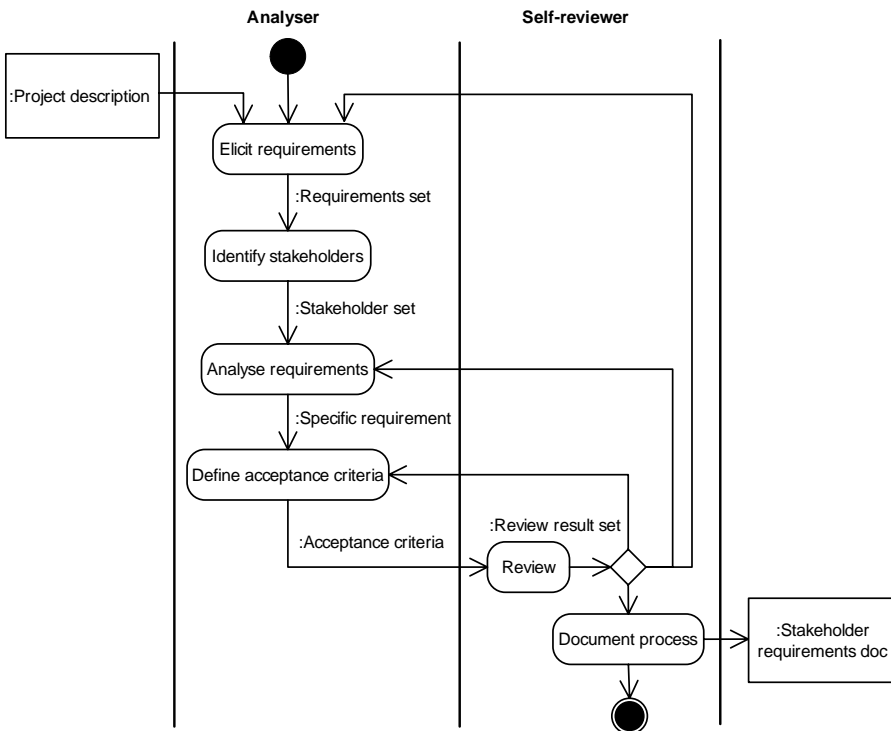 Analyser
Self-reviewer
:Project description
Elicit requirements
:Requirements set
Identify stakeholders
:Stakeholder set
Analyse requirements
:Specific requirement
Define acceptance criteria
:Review result set
:Acceptance criteria
Review
Document process
:Stakeholder
requirements doc